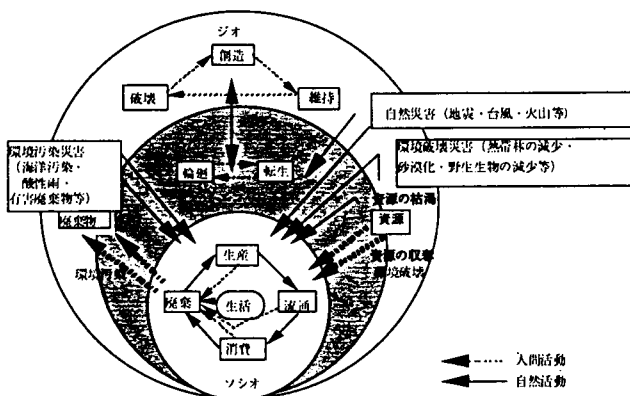 ジオ
創造
破壊
維持
自然災害(地震・台風・火山等)
環境汚染災害
(海洋汚染・
酸性雨・
有害廃棄物等)
環境破壊災害(熱帯林の減少・
砂漠化・野生生物の減少等)
輪廻
転生
資源の枯渇
廃棄物
資源
資源の収奪
環境破壊
生産
廃棄
生活
流通
消費
ソシオ
人間活動
自然活動